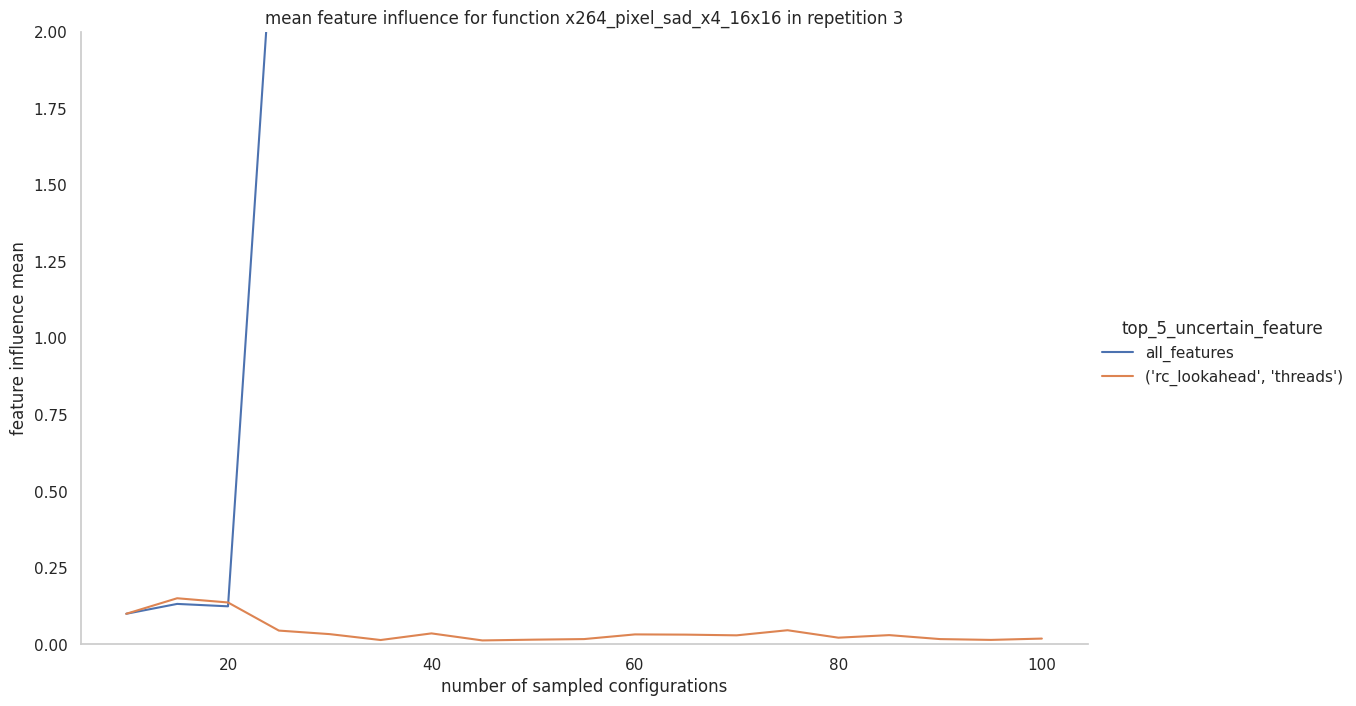 mean feature influence for function x264_pixel_sad_x4_16x16 in repetition 3
2.00
1.75
1.50
1.25
1.00
0.75
0.50
0.25
0.00
feature influence mean
20
40
60
80
100
number of sampled configurations
top_5_uncertain_feature
all_features
('rc_lookahead', 'threads')